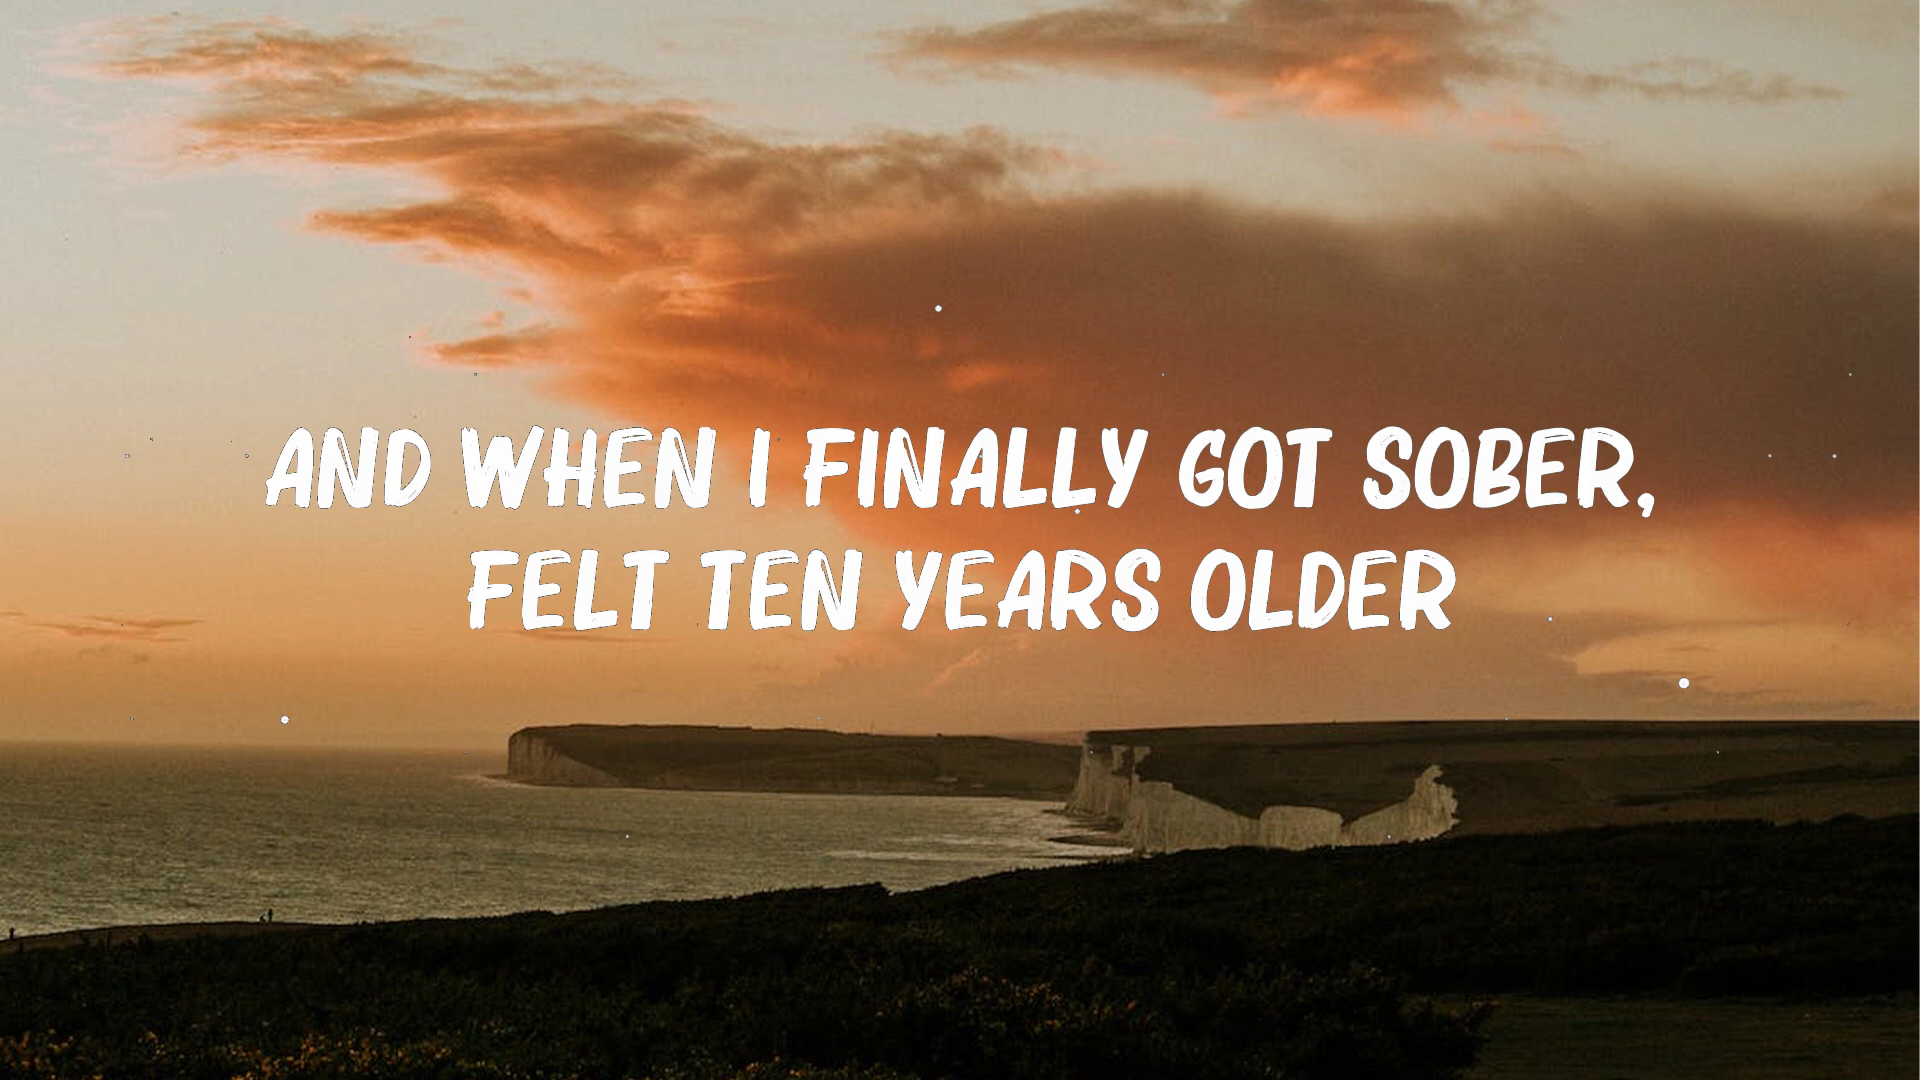 AND WHEN I FINALLY GOT SOBER,
FELT TEN YEARS OLDER